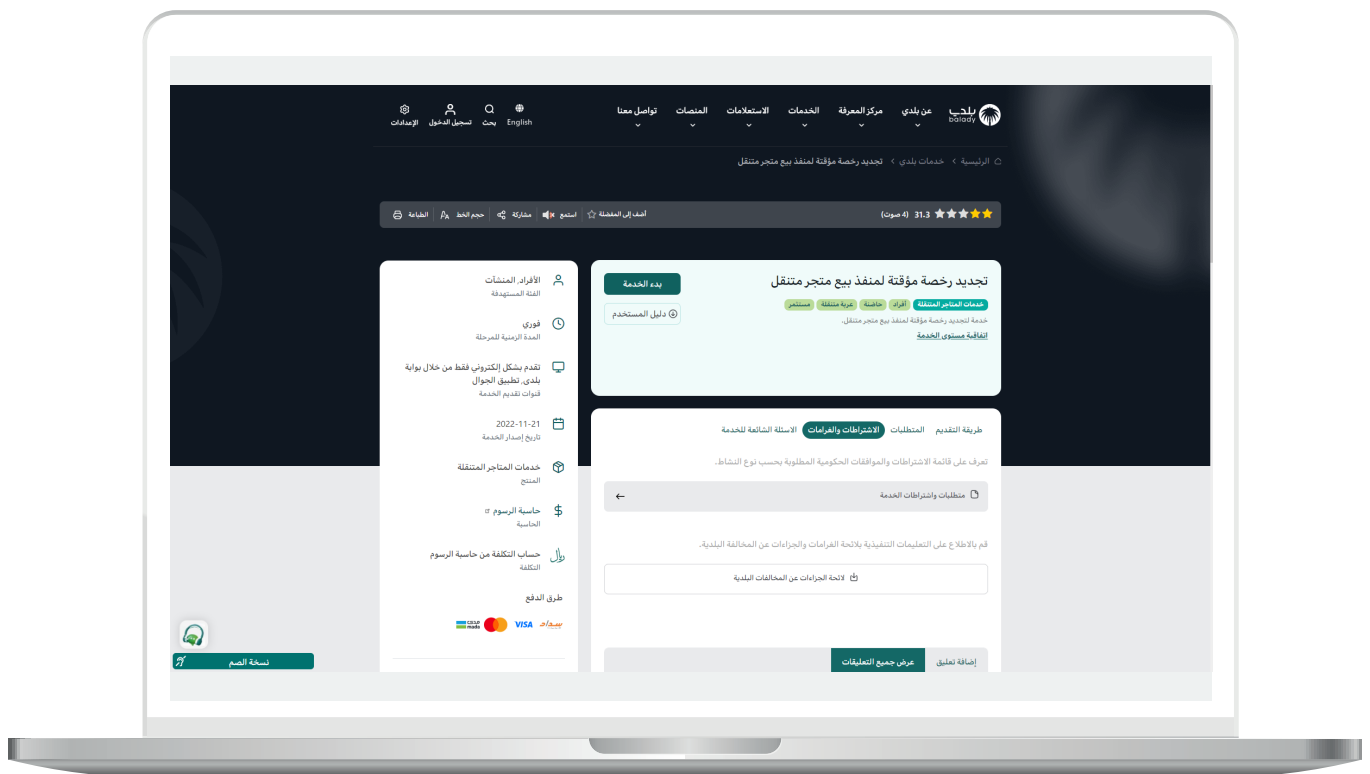 بلدي
balady
عن بلدي
مركز المعرفة
الخدمات
الاستعلامات
المنصات
تواصل معنا
English
بحث
تسجيل الدخول
الإعدادات
الرئيسية
خدمات بلدي
تجديد رخصة مؤقتة لمنفذ بيع متجر متنقل
31.3 (4 صوت)
أضف إلى المفضلة
استمع
مشاركة
حجم الخط
الطباعة
تجديد رخصة مؤقتة لمنفذ بيع متجر متنقل
خدمات المتاجر المتنقلة أفراد حاضنة عربة متنقلة مستثمر
خدمة لتجديد رخصة مؤقتة لمنفذ بيع متجر متنقل.
اتفاقية مستوى الخدمة
بدء الخدمة
دليل المستخدم
طريقة التقديم المتطلبات الاشتراطات والغرامات الاسئلة الشائعة للخدمة
تعرف على قائمة الاشتراطات والموافقات الحكومية المطلوبة بحسب نوع النشاط.
متطلبات واشتراطات الخدمة
قم بالاطلاع على التعليمات التنفيذية بلائحة الغرامات والجزاءات عن المخالفة البلدية.
لائحة الجزاءات عن المخالفات البلدية
إضافة تعليق
عرض جميع التعليقات
الأفراد, المنشآت
الفئة المستهدفة
فوري
المدة الزمنية للمرحلة
تقدم بشكل إلكتروني فقط من خلال بوابة
بلدي, تطبيق الجوال
قنوات تقديم الخدمة
2022-11-21
تاريخ إصدار الخدمة
خدمات المتاجر المتنقلة
المنتج
حاسبة الرسوم
الحاسبة
حساب التكلفة من حاسبة الرسوم
التكلفة
طرق الدفع
سداد
VISA
mada
نسخة الصم